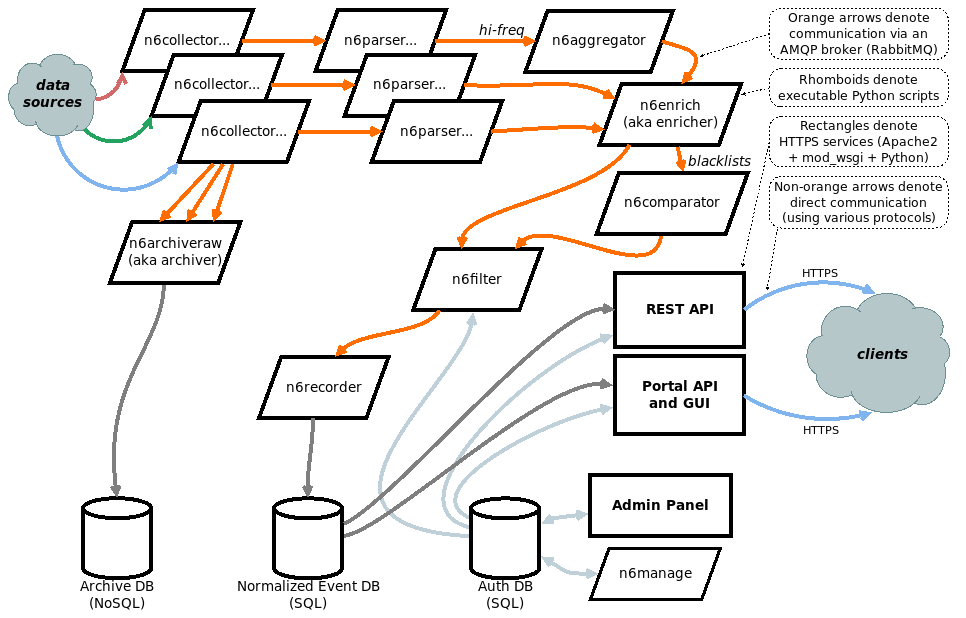 n6collector...
n6parser...
hi-freq
n6aggregator
Orange arrows denote
communication via an
AMQP broker (RabbitMQ)
data
sources
n6collector...
n6parser...
Rhomboids denote
executable Python scripts
n6enrich
(aka enricher)
n6collector...
n6parser...
Rectangles denote
HTTPS services (Apache2
+ mod_wsgi + Python)
blacklists
Non-orange arrows denote
direct communication
(using various protocols)
n6comparator
n6archiveraw
(aka archiver)
n6filter
HTTPS
REST API
clients
n6recorder
Portal API
and GUI
HTTPS
Admin Panel
n6manage
Archive DB
(NoSQL)
Normalized Event DB
(SQL)
Auth DB
(SQL)